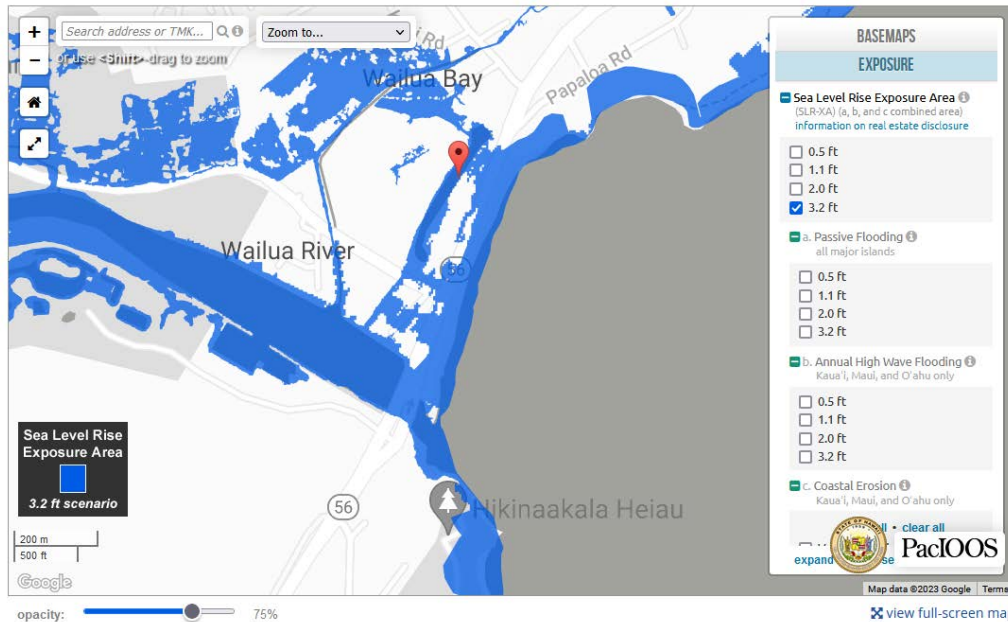 +
−
Search address or TMK...
Zoom to...
or use <Shift>-drag to zoom
Rd
Wailua Bay
Papaloa Rd
Wailua River
56
56
Hikinaakala Heiau
Sea Level Rise
Exposure Area
3.2 ft scenario
200 m
500 ft
Google
BASEMAPS
EXPOSURE
Sea Level Rise Exposure Area
(SLR-XA) (a, b, and c combined area)
information on real estate disclosure
0.5 ft
1.1 ft
2.0 ft
3.2 ft
a. Passive Flooding
all major islands
0.5 ft
1.1 ft
2.0 ft
3.2 ft
b. Annual High Wave Flooding
Kauaʻi, Maui, and Oʻahu only
0.5 ft
1.1 ft
2.0 ft
3.2 ft
c. Coastal Erosion
Kauaʻi, Maui, and Oʻahu only
• clear all
expand
PacIOOS
Map data ©2023 Google
Terms
opacity:
75%
view full-screen ma